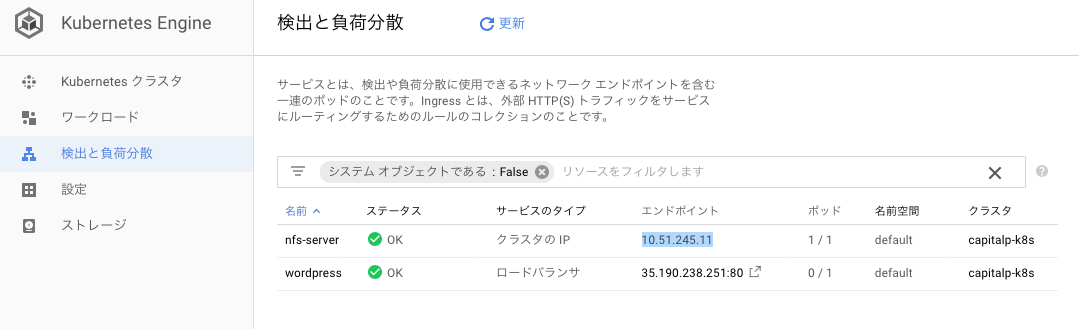 Kubernetes Engine
検出と負荷分散
更新
Kubernetes クラスタ
ワークロード
検出と負荷分散
設定
ストレージ
サービスとは、検出や負荷分散に使用できるネットワーク エンドポイントを含む
一連のポッドのことです。Ingress とは、外部 HTTP(S) トラフィックをサービス
にルーティングするためのルールのコレクションのことです。
システム オブジェクトである : False リソースをフィルタします
名前 ステータス サービスのタイプ エンドポイント ポッド 名前空間 クラスタ
nfs-server OK クラスタの IP 10.51.245.11 1 / 1 default capitalp-k8s
wordpress OK ロードバランサ 35.190.238.251:80 0 / 1 default capitalp-k8s